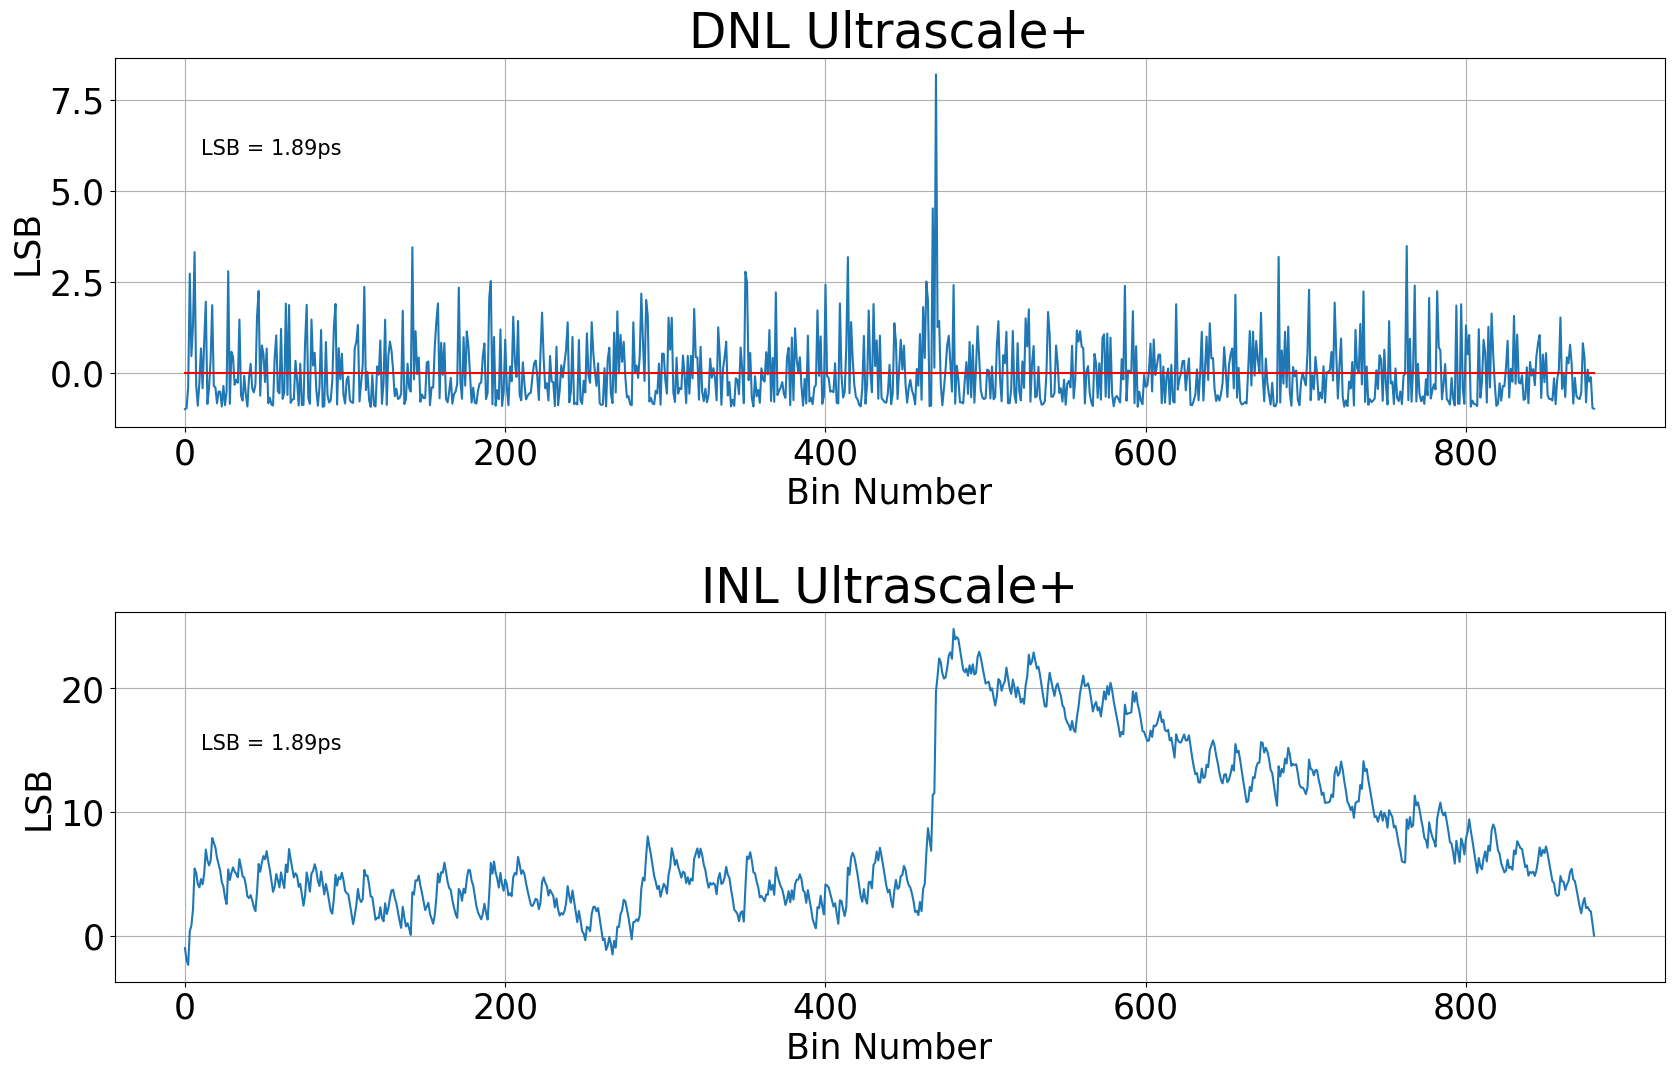 DNL Ultrascale+
7.5
5.0
2.5
0.0
LSB
LSB = 1.89ps
0 200 400 600 800
Bin Number
INL Ultrascale+
20
10
0
LSB
LSB = 1.89ps
0 200 400 600 800
Bin Number